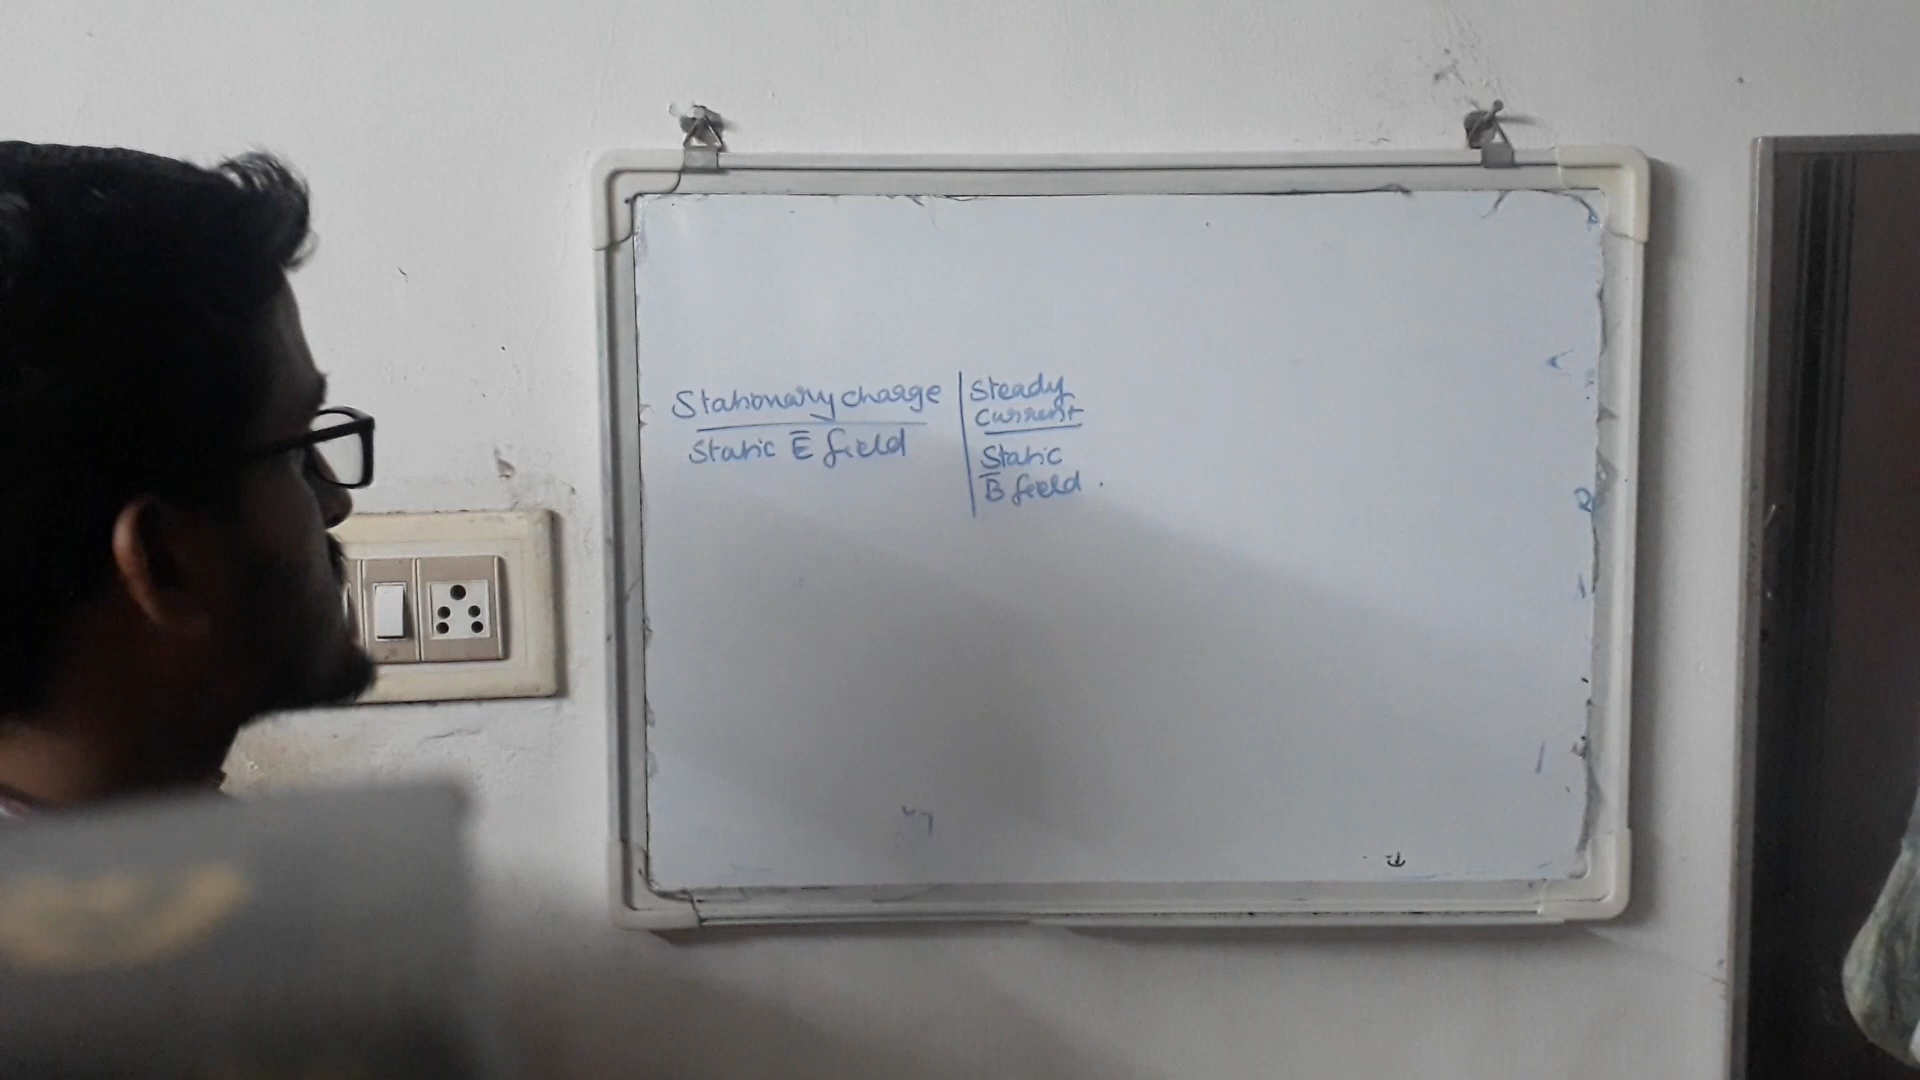 Stationary charge
Static E̅ field
Steady
Current
Static
B̅ field.